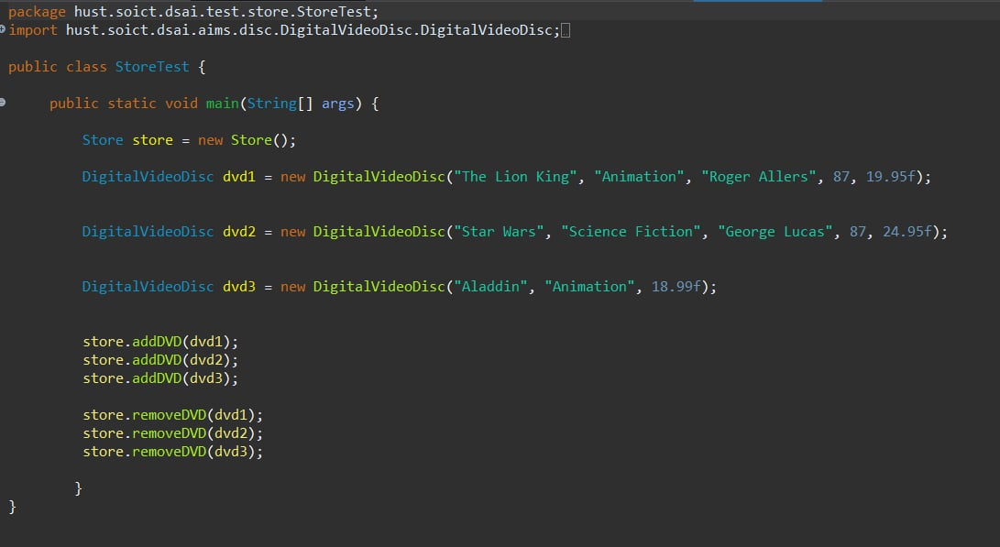 package hust.soict.dsai.test.store.StoreTest;
import hust.soict.dsai.aims.disc.DigitalVideoDisc.DigitalVideoDisc;
public class StoreTest {
public static void main(String[] args) {
Store store = new Store();
DigitalVideoDisc dvd1 = new DigitalVideoDisc("The Lion King", "Animation", "Roger Allers", 87, 19.95f);
DigitalVideoDisc dvd2 = new DigitalVideoDisc("Star Wars", "Science Fiction", "George Lucas", 87, 24.95f);
DigitalVideoDisc dvd3 = new DigitalVideoDisc("Aladdin", "Animation", 18.99f);
store.addDVD(dvd1);
store.addDVD(dvd2);
store.addDVD(dvd3);
store.removeDVD(dvd1);
store.removeDVD(dvd2);
store.removeDVD(dvd3);
}
}